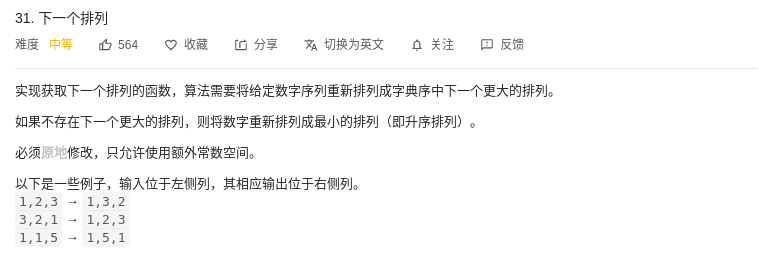 31. 下一个排列
难度 中等 564 收藏 分享 切换为英文 关注 反馈
实现获取下一个排列的函数，算法需要将给定数字序列重新排列成字典序中下一个更大的排列。
如果不存在下一个更大的排列，则将数字重新排列成最小的排列（即升序排列）。
必须原地修改，只允许使用额外常数空间。
以下是一些例子，输入位于左侧列，其相应输出位于右侧列。
1,2,3 → 1,3,2
3,2,1 → 1,2,3
1,1,5 → 1,5,1